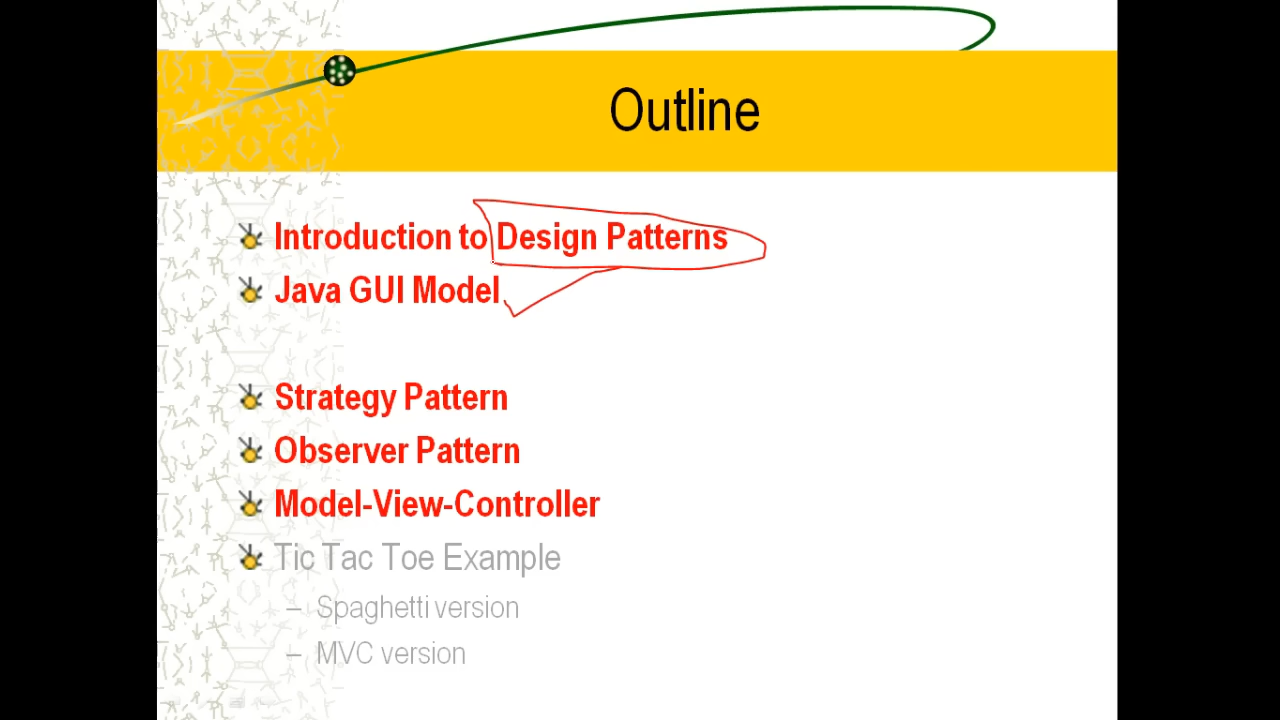 Outline
Introduction to Design Patterns
Java GUI Model
Strategy Pattern
Observer Pattern
Model-View-Controller
Tic Tac Toe Example
– Spaghetti version
– MVC version